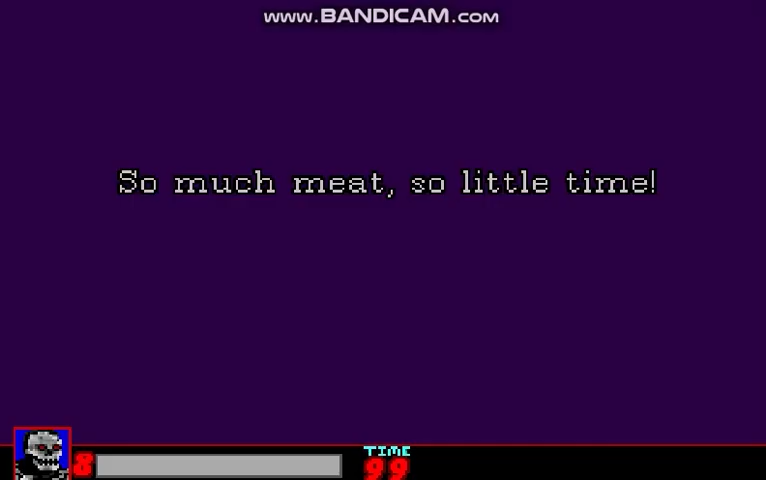 www.BANDICAM.com
So much meat, so little time!
TIME
8
99